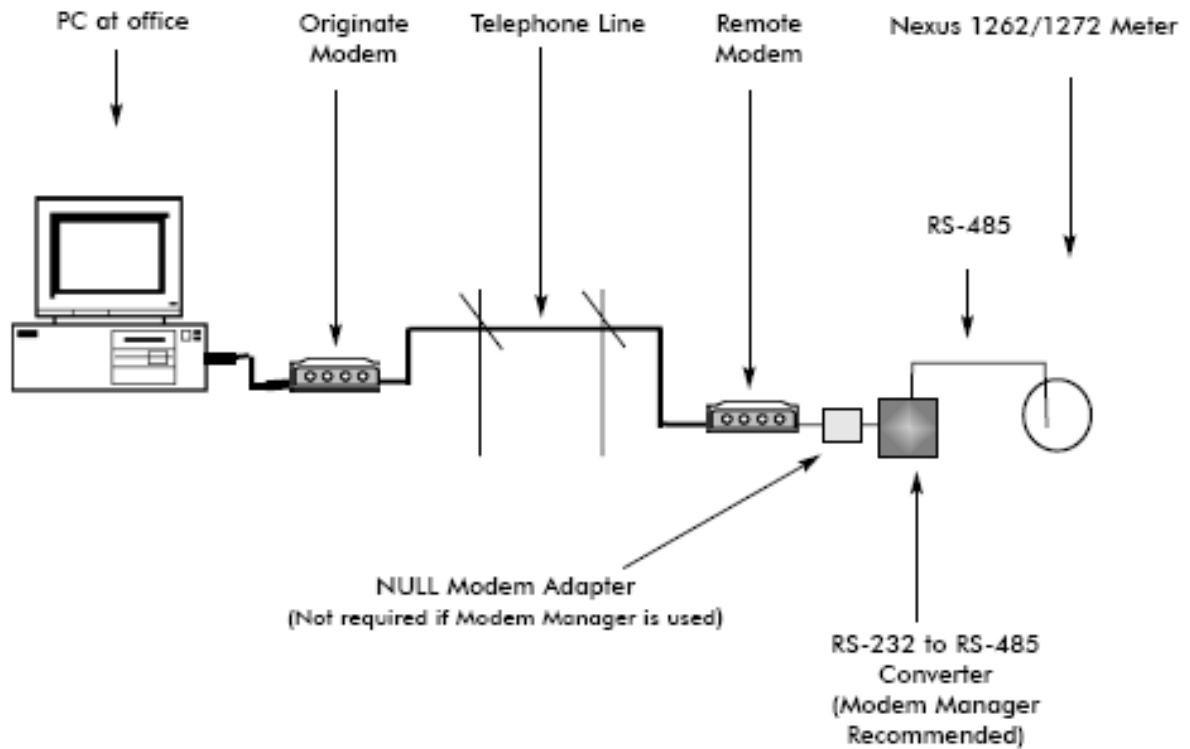 PC at office
Originate
Modem
Telephone Line
Remote
Modem
Nexus 1262/1272 Meter
RS-485
NULL Modem Adapter
(Not required if Modem Manager is used)
RS-232 to RS-485
Converter
(Modem Manager
Recommended)